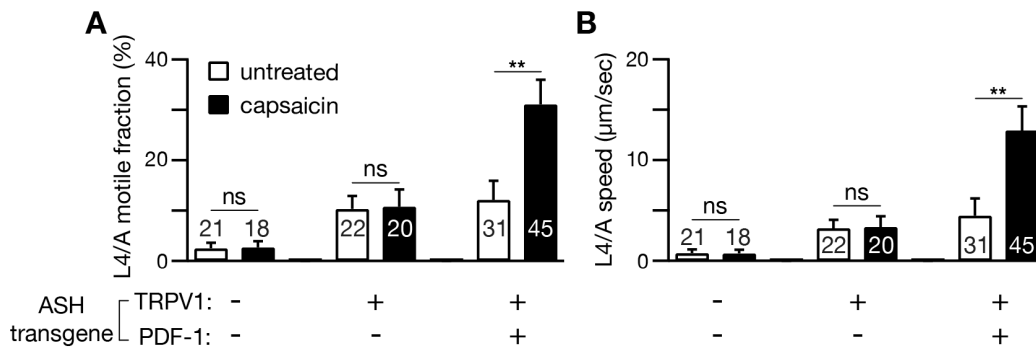 A
L4/A motile fraction (%)
40
20
0
untreated
capsaicin
ns
21 18
ns
22 20
**
31 45
B
L4/A speed (µm/sec)
20
10
0
ns
21 18
ns
22 20
**
31 45
ASH
transgene
TRPV1: - + + - + +
PDF-1: - - + - - +